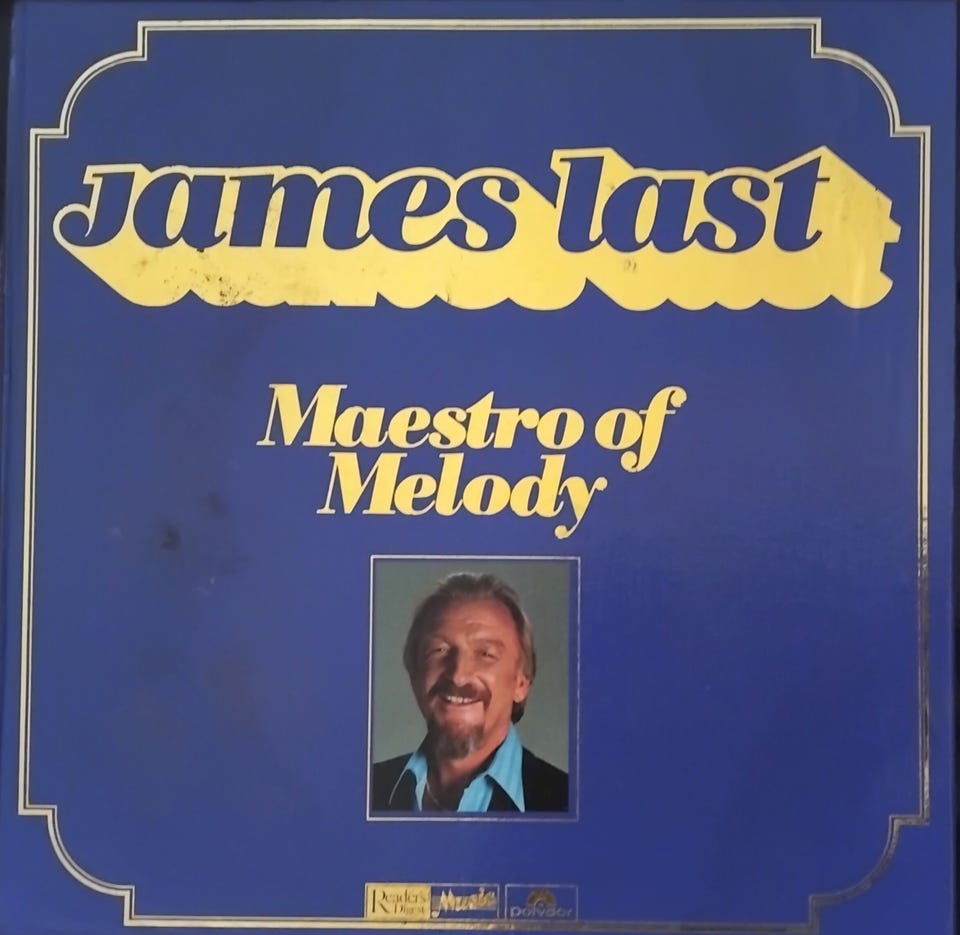 James last
Maestro of
Melody
Reader's Digest Music polydor